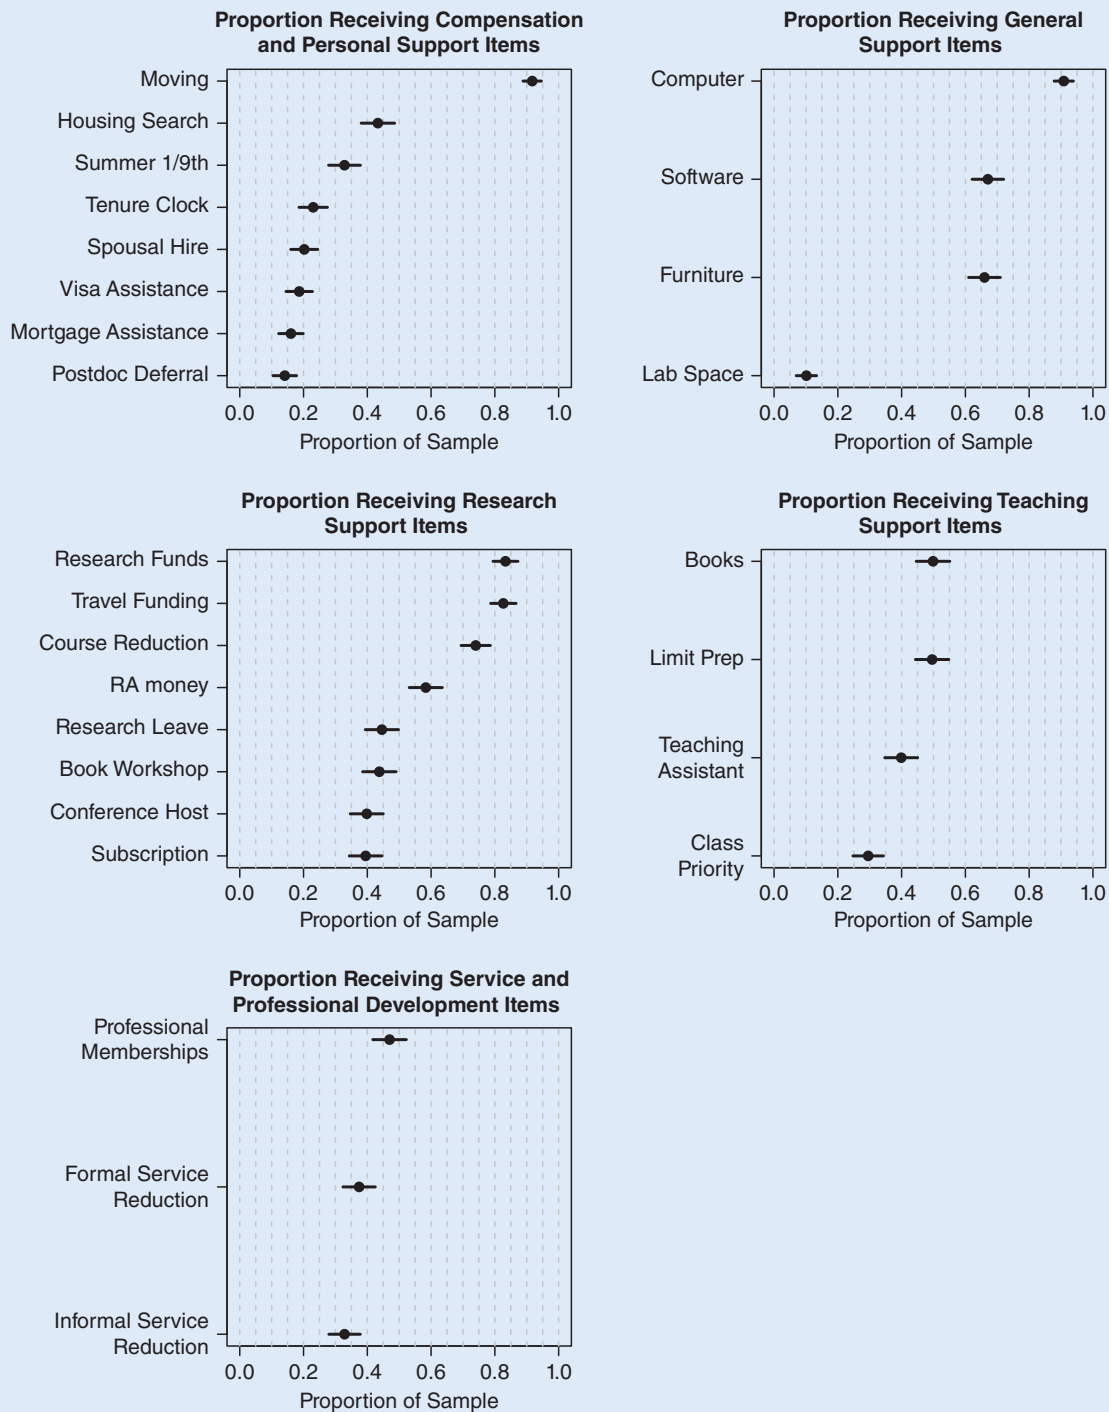 Proportion Receiving Compensation
and Personal Support Items
Moving
Housing Search
Summer 1/9th
Tenure Clock
Spousal Hire
Visa Assistance
Mortgage Assistance
Postdoc Deferral
0.0 0.2 0.4 0.6 0.8 1.0
Proportion of Sample
Proportion Receiving General
Support Items
Computer
Software
Furniture
Lab Space
0.0 0.2 0.4 0.6 0.8 1.0
Proportion of Sample
Proportion Receiving Research
Support Items
Research Funds
Travel Funding
Course Reduction
RA money
Research Leave
Book Workshop
Conference Host
Subscription
0.0 0.2 0.4 0.6 0.8 1.0
Proportion of Sample
Proportion Receiving Teaching
Support Items
Books
Limit Prep
Teaching
Assistant
Class
Priority
0.0 0.2 0.4 0.6 0.8 1.0
Proportion of Sample
Proportion Receiving Service and
Professional Development Items
Professional
Memberships
Formal Service
Reduction
Informal Service
Reduction
0.0 0.2 0.4 0.6 0.8 1.0
Proportion of Sample